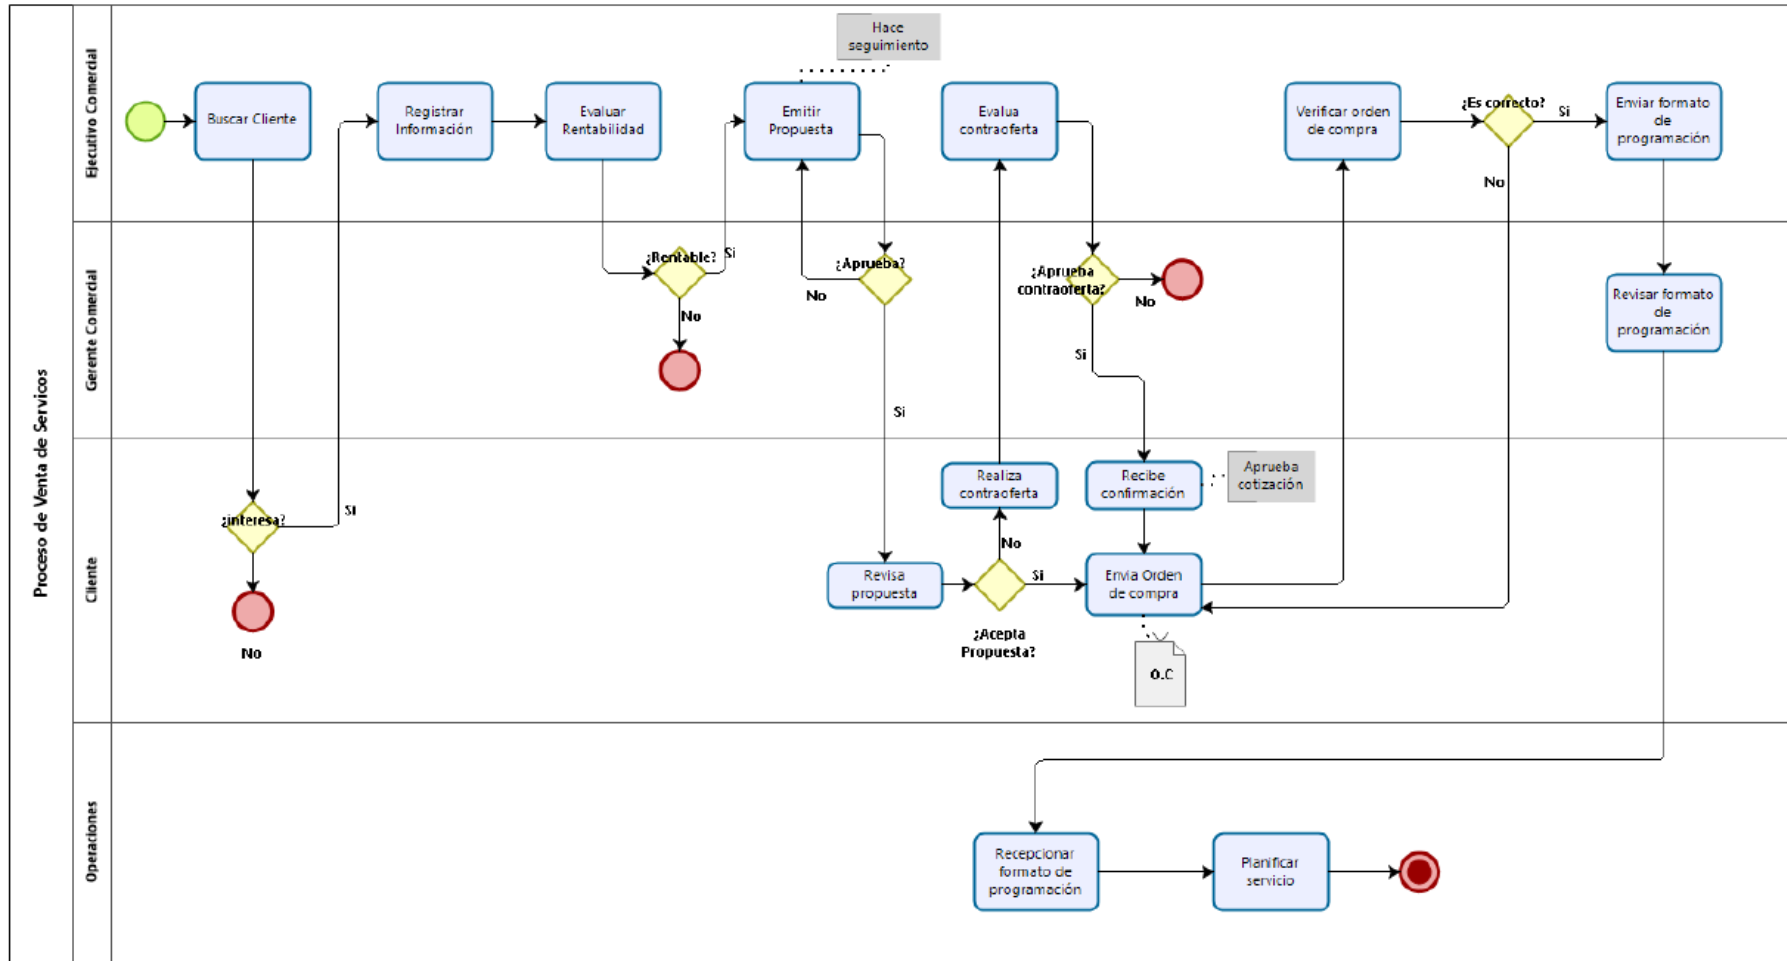 Proceso de Venta de Servicos
Ejecutivo Comercial
Hace
seguimiento
Buscar Cliente
Registrar
Información
Evaluar
Rentabilidad
Emitir
Propuesta
Evalua
contraoferta
Verificar orden
de compra
¿Es correcto?
Si
No
Enviar formato
de
programación
Gerente Comercial
¿Rentable?
Si
No
¿Aprueba?
No
Si
¿Aprueba
contraoferta?
No
Si
Revisar formato
de
programación
Cliente
¿interesa?
Si
No
Realiza
contraoferta
Recibe
confirmación
Aprueba
cotización
No
Revisa
propuesta
Si
¿Acepta
Propuesta?
Envia Orden
de compra
O.C
Operaciones
Recepcionar
formato de
programación
Planificar
servicio